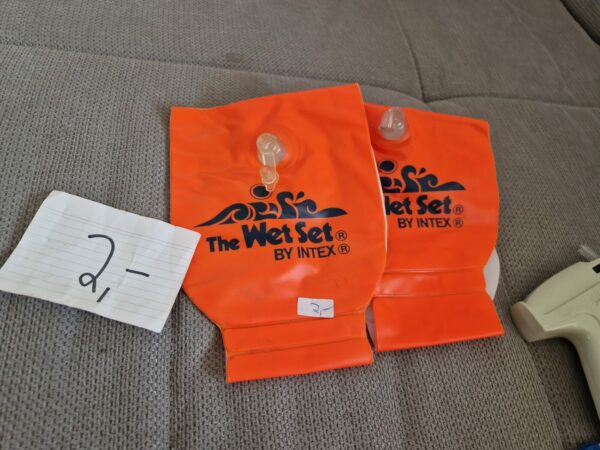 2,-
The Wet Set ®
BY INTEX ®
2,-
Wet Set ®
BY INTEX ®